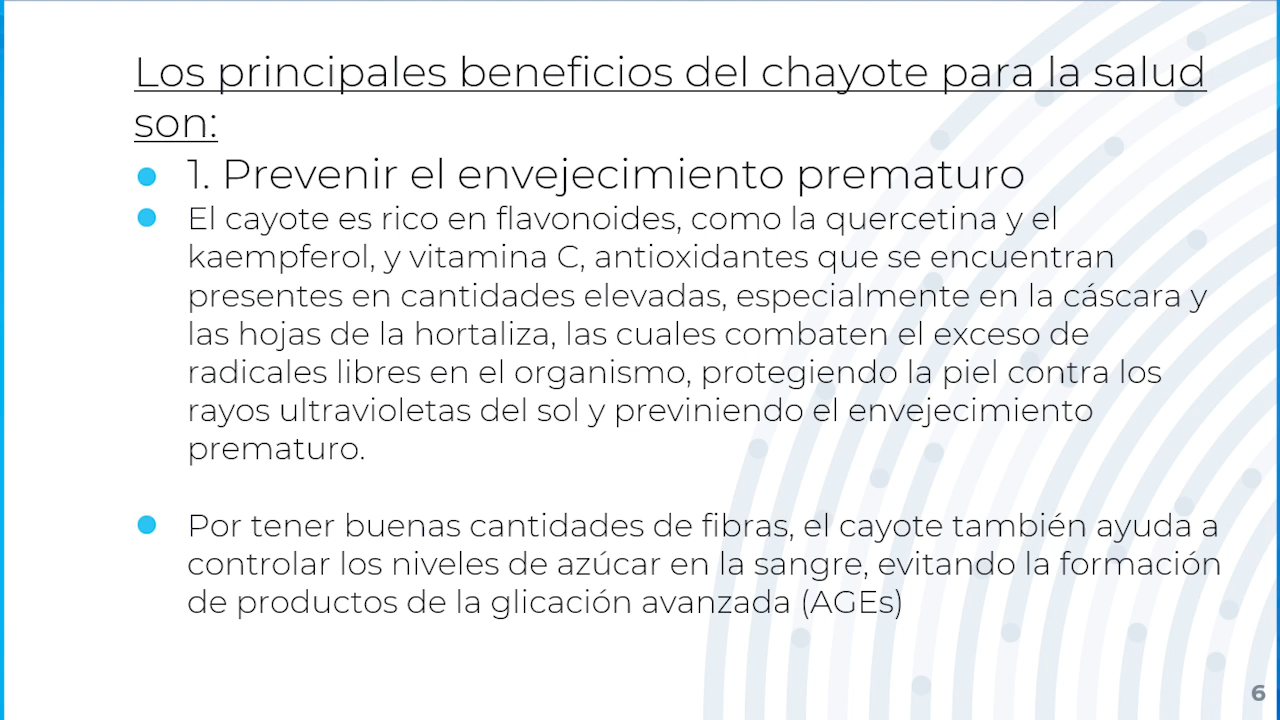 Los principales beneficios del chayote para la salud
son:
1. Prevenir el envejecimiento prematuro
El cayote es rico en flavonoides, como la quercetina y el
kaempferol, y vitamina C, antioxidantes que se encuentran
presentes en cantidades elevadas, especialmente en la cáscara y
las hojas de la hortaliza, las cuales combaten el exceso de
radicales libres en el organismo, protegiendo la piel contra los
rayos ultravioletas del sol y previniendo el envejecimiento
prematuro.
Por tener buenas cantidades de fibras, el cayote también ayuda a
controlar los niveles de azúcar en la sangre, evitando la formación
de productos de la glicación avanzada (AGEs)
6